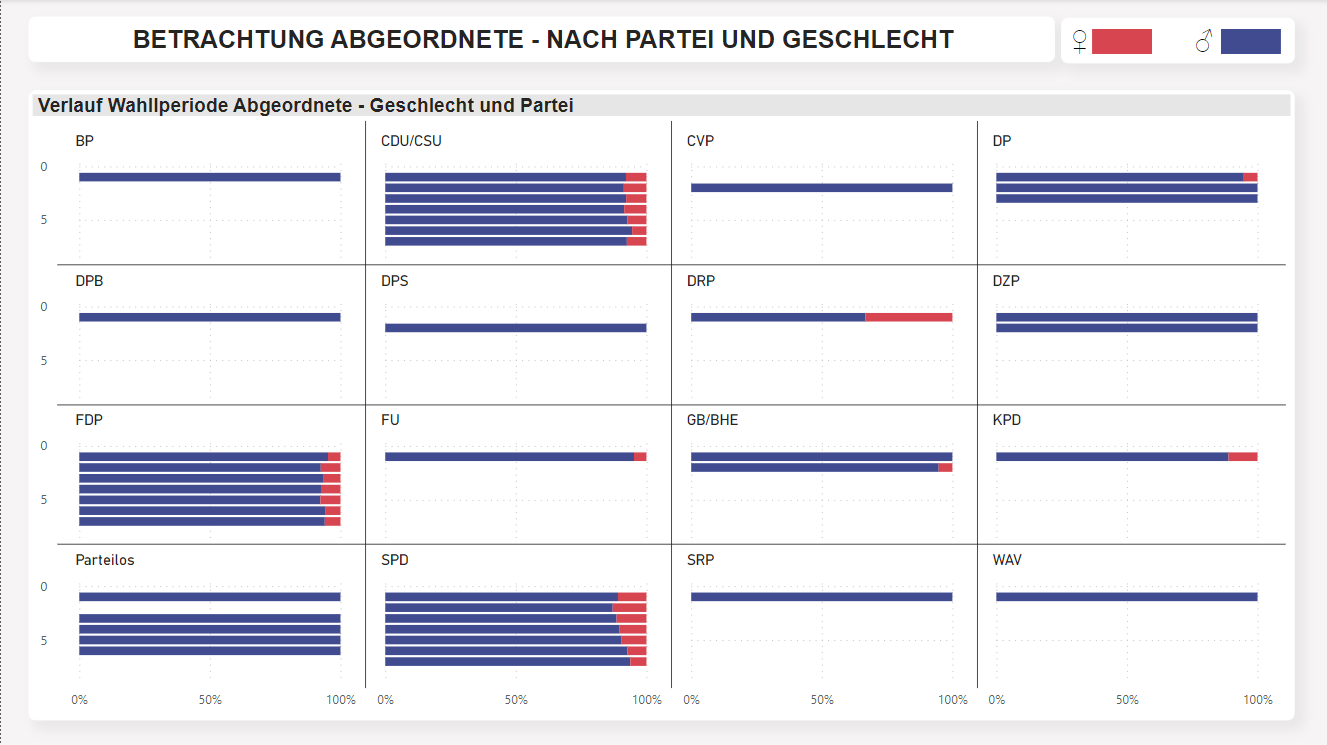 BETRACHTUNG ABGEORDNETE - NACH PARTEI UND GESCHLECHT
♀ ♂
Verlauf Wahllperiode Abgeordnete - Geschlecht und Partei
BP CDU/CSU CVP DP
0
5
DPB DPS DRP DZP
0
5
FDP FU GB/BHE KPD
0
5
Parteilos SPD SRP WAV
0
5
0% 50% 100% 0% 50% 100% 0% 50% 100% 0% 50% 100%